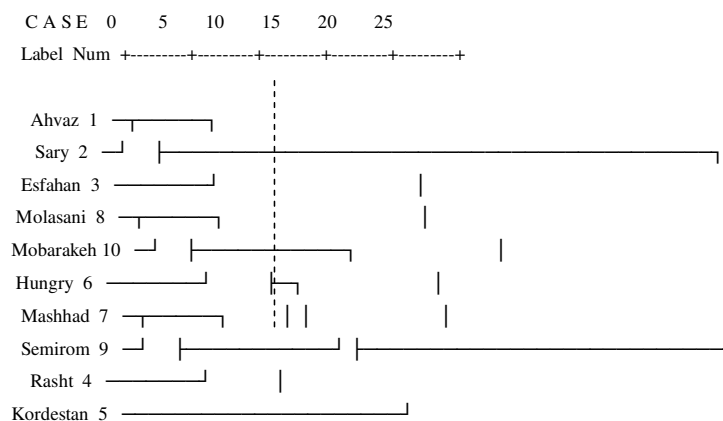 C A S E 0 5 10 15 20 25
Label Num +---------+---------+---------+---------+---------+
Ahvaz 1
Sary 2
Esfahan 3
Molasani 8
Mobarakeh 10
Hungry 6
Mashhad 7
Semirom 9
Rasht 4
Kordestan 5